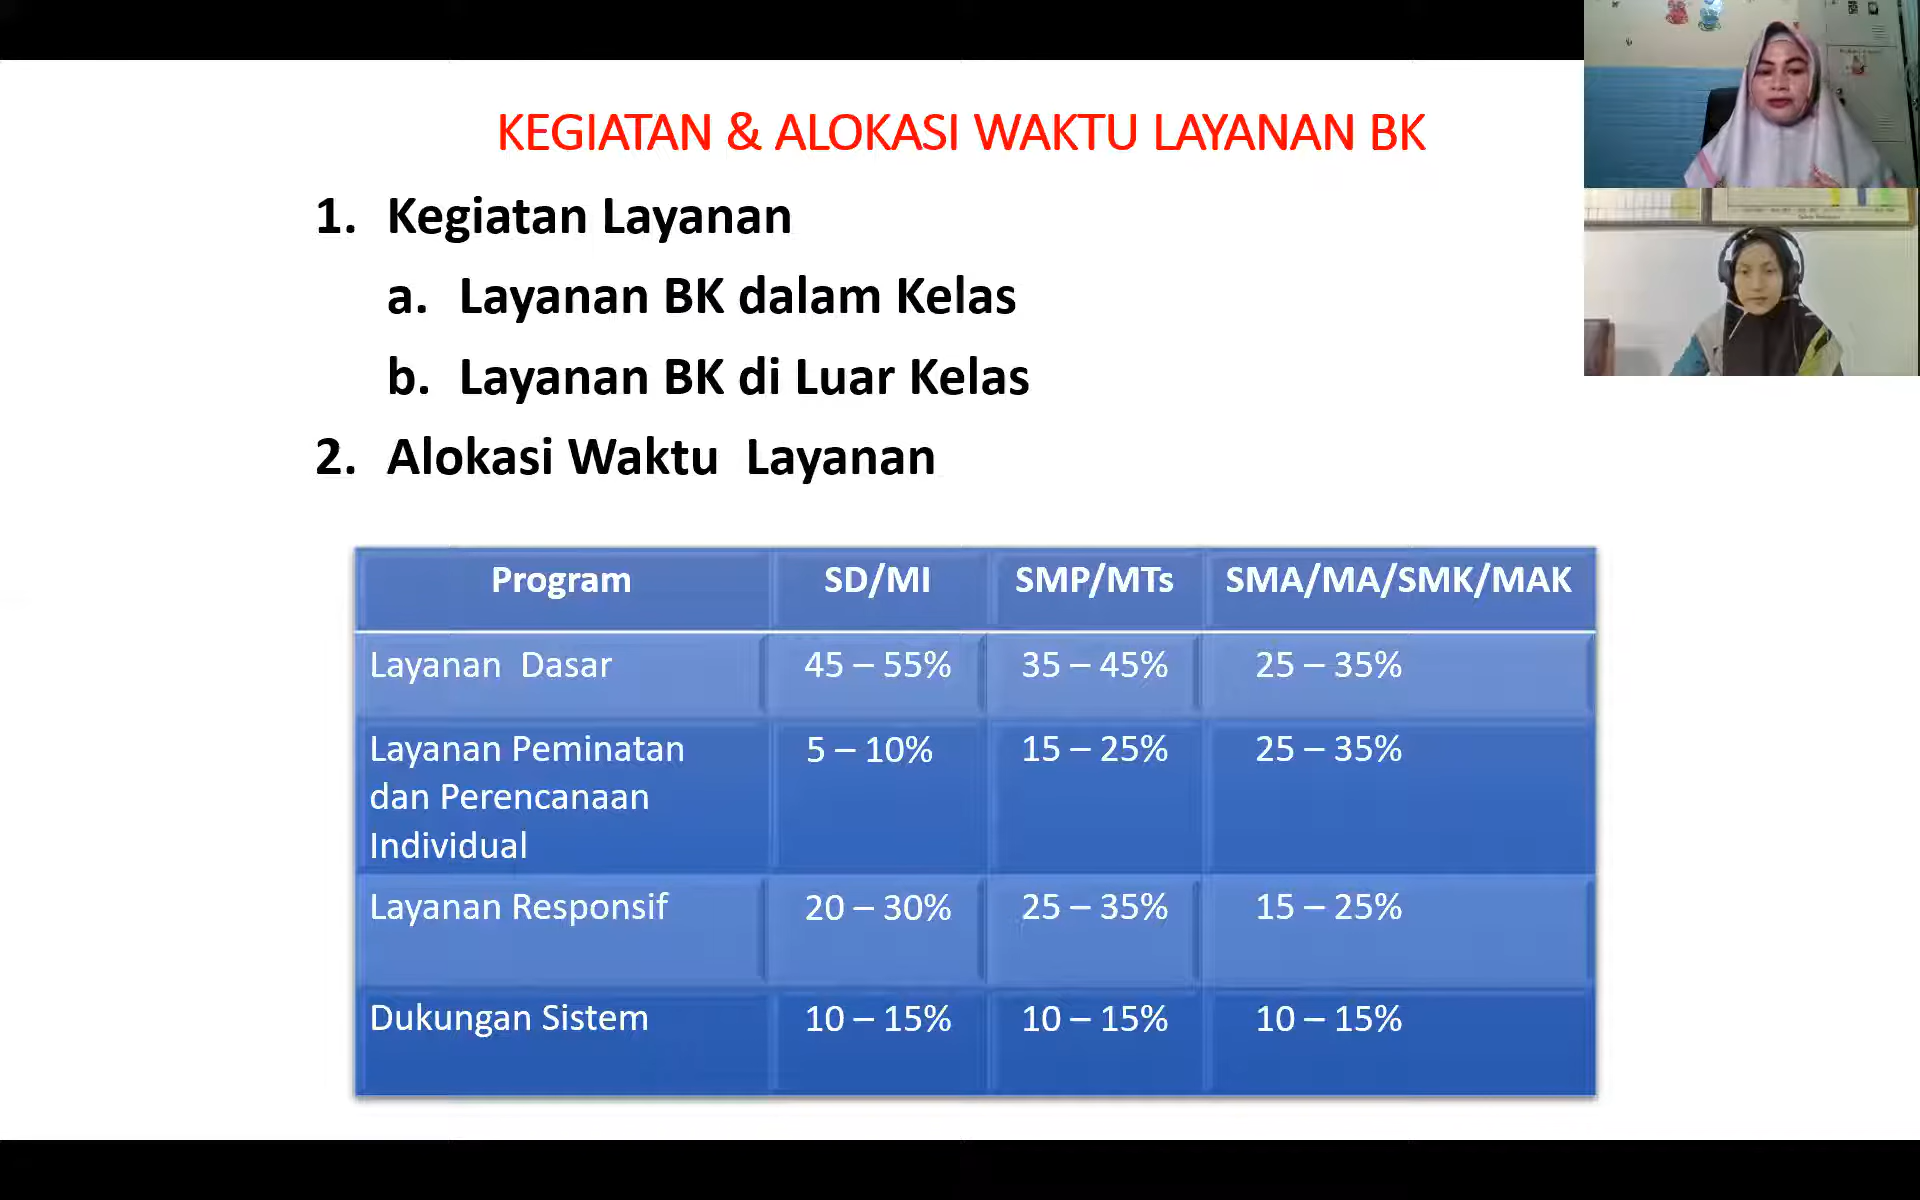 KEGIATAN & ALOKASI WAKTU LAYANAN BK
1. Kegiatan Layanan
a. Layanan BK dalam Kelas
b. Layanan BK di Luar Kelas
2. Alokasi Waktu Layanan
Program SD/MI SMP/MTs SMA/MA/SMK/MAK
Layanan Dasar 45 – 55% 35 – 45% 25 – 35%
Layanan Peminatan 5 – 10% 15 – 25% 25 – 35%
dan Perencanaan
Individual
Layanan Responsif 20 – 30% 25 – 35% 15 – 25%
Dukungan Sistem 10 – 15% 10 – 15% 10 – 15%